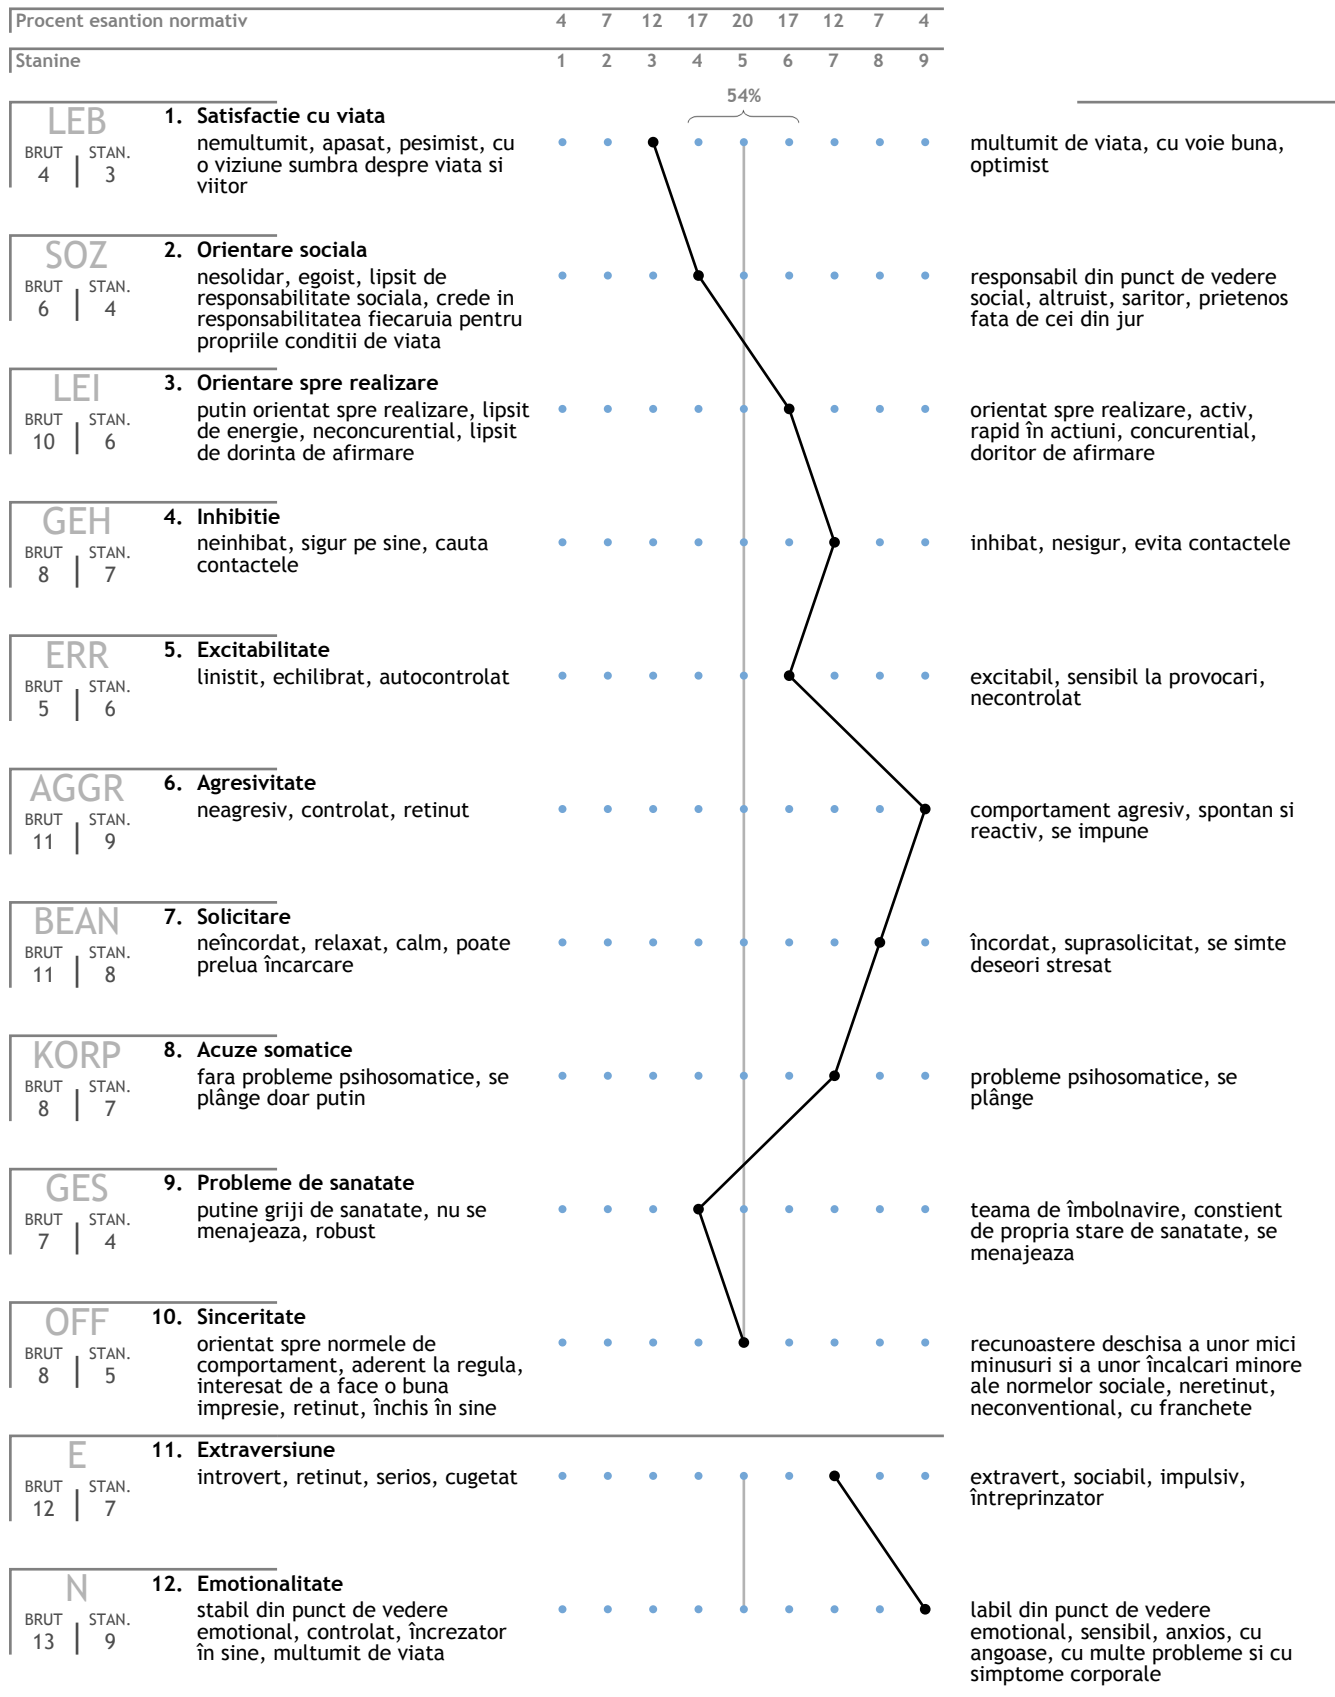 Procent esantion normativ 4 7 12 17 20 17 12 7 4
Stanine 1 2 3 4 5 6 7 8 9
54%
LEB
BRUT STAN.
4 3
1. Satisfactie cu viata
nemultumit, apasat, pesimist, cu
o viziune sumbra despre viata si
viitor
multumit de viata, cu voie buna,
optimist
SOZ
BRUT STAN.
6 4
2. Orientare sociala
nesolidar, egoist, lipsit de
responsabilitate sociala, crede in
responsabilitatea fiecaruia pentru
propriile conditii de viata
responsabil din punct de vedere
social, altruist, saritor, prietenos
fata de cei din jur
LEI
BRUT STAN.
10 6
3. Orientare spre realizare
putin orientat spre realizare, lipsit
de energie, neconcurential, lipsit
de dorinta de afirmare
orientat spre realizare, activ,
rapid în actiuni, concurential,
doritor de afirmare
GEH
BRUT STAN.
8 7
4. Inhibitie
neinhibat, sigur pe sine, cauta
contactele
inhibat, nesigur, evita contactele
ERR
BRUT STAN.
5 6
5. Excitabilitate
linistit, echilibrat, autocontrolat
excitabil, sensibil la provocari,
necontrolat
AGGR
BRUT STAN.
11 9
6. Agresivitate
neagresiv, controlat, retinut
comportament agresiv, spontan si
reactiv, se impune
BEAN
BRUT STAN.
11 8
7. Solicitare
neîncordat, relaxat, calm, poate
prelua încarcare
încordat, suprasolicitat, se simte
deseori stresat
KORP
BRUT STAN.
8 7
8. Acuze somatice
fara probleme psihosomatice, se
plânge doar putin
probleme psihosomatice, se
plânge
GES
BRUT STAN.
7 4
9. Probleme de sanatate
putine griji de sanatate, nu se
menajeaza, robust
teama de îmbolnavire, constient
de propria stare de sanatate, se
menajeaza
OFF
BRUT STAN.
8 5
10. Sinceritate
orientat spre normele de
comportament, aderent la regula,
interesat de a face o buna
impresie, retinut, închis în sine
recunoastere deschisa a unor mici
minusuri si a unor încalcari minore
ale normelor sociale, neretinut,
neconventional, cu franchete
E
BRUT STAN.
12 7
11. Extraversiune
introvert, retinut, serios, cugetat
extravert, sociabil, impulsiv,
întreprinzator
N
BRUT STAN.
13 9
12. Emotionalitate
stabil din punct de vedere
emotional, controlat, încrezator
în sine, multumit de viata
labil din punct de vedere
emotional, sensibil, anxios, cu
angoase, cu multe probleme si cu
simptome corporale